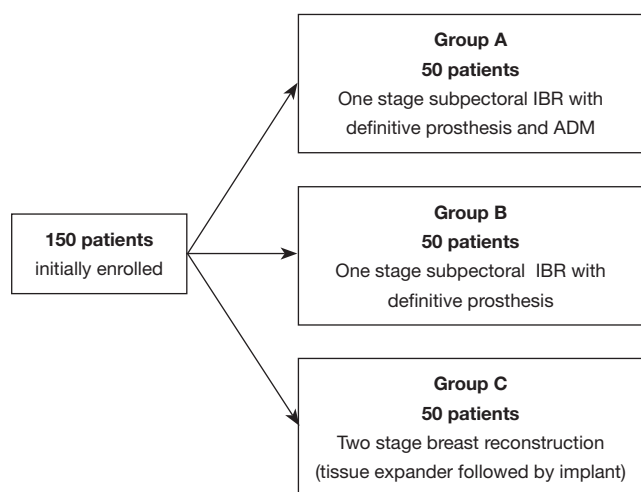 150 patients
initially enrolled
Group A
50 patients
One stage subpectoral IBR with
definitive prosthesis and ADM
Group B
50 patients
One stage subpectoral IBR with
definitive prosthesis
Group C
50 patients
Two stage breast reconstruction
(tissue expander followed by implant)